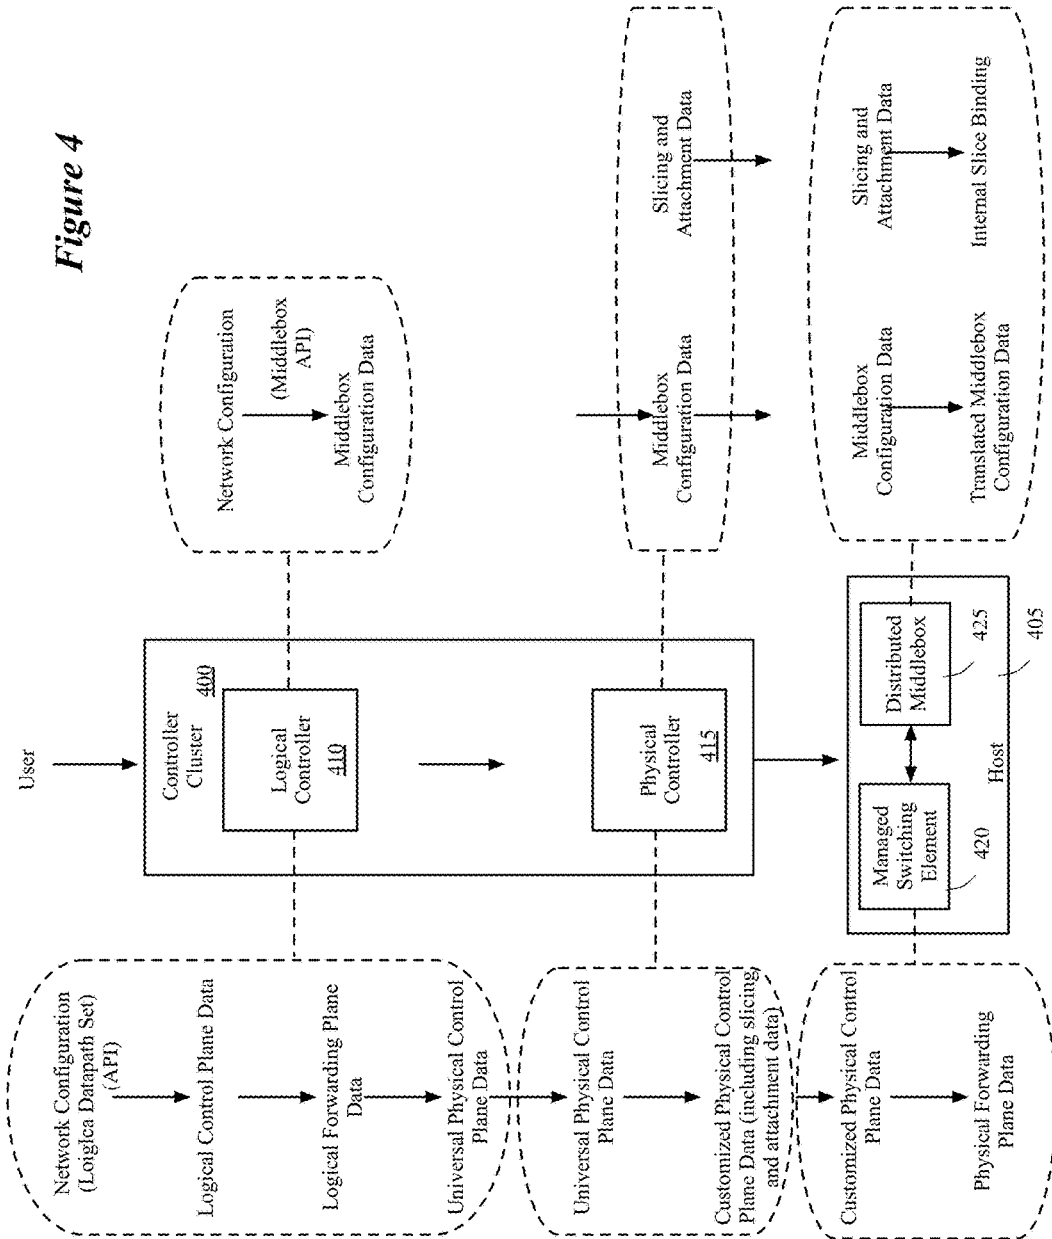 Figure 4
User
Network Configuration
(Loiglca Datapath Set)
(API)
Logical Control Plane Data
Logical Forwarding Plane
Data
Universal Physical Control
Plane Data
Controller
Cluster
400
Logical
Controller
410
Network Configuration
(Middlebox
API)
Middlebox
Configuration Data
Universal Physical Control
Plane Data
Customized Physical Control
Plane Data (including slicing
and attachment data)
Physical
Controller
415
Middlebox
Configuration Data
Slicing and
Attachment Data
Customized Physical Control
Plane Data
Physical Forwarding
Plane Data
Managed
Switching
Element
420
Distributed
Middlebox
425
Host
405
Middlebox
Configuration Data
Translated Middlebox
Configuration Data
Slicing and
Attachment Data
Internal Slice Binding